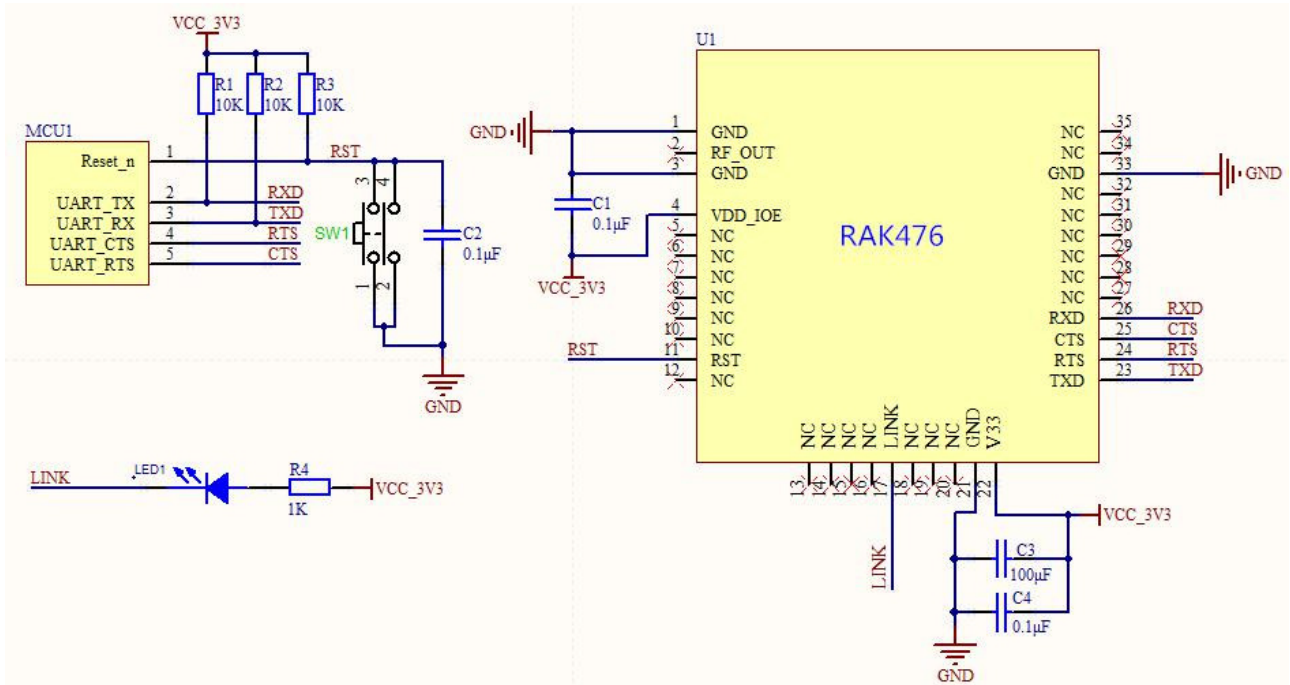 VCC_3V3
R1
10K
R2
10K
R3
10K
MCU1
Reset_n 1 RST
UART_TX 2 RXD
UART_RX 3 TXD
UART_CTS 4 RTS
UART_RTS 5 CTS
3 4
SW1
1 2
C2
0.1µF
GND
LINK
LED1
R4
1K
VCC_3V3
U1
RAK476
GND
1 GND
2 RF_OUT
3 GND
C1
0.1µF
4 VDD_IOE
5 NC
6 NC
7 NC
8 NC
9 NC
10 NC
VCC_3V3
RST 11 RST
12 NC
NC 35
NC 34
GND 33 GND
NC 32
NC 31
NC 30
NC 29
NC 28
NC 27
RXD 26 RXD
CTS 25 CTS
RTS 24 RTS
TXD 23 TXD
NC NC NC NC LINK NC NC NC GND V33
13 14 15 16 17 18 19 20 21 22
LINK
VCC_3V3
C3
100µF
C4
0.1µF
GND